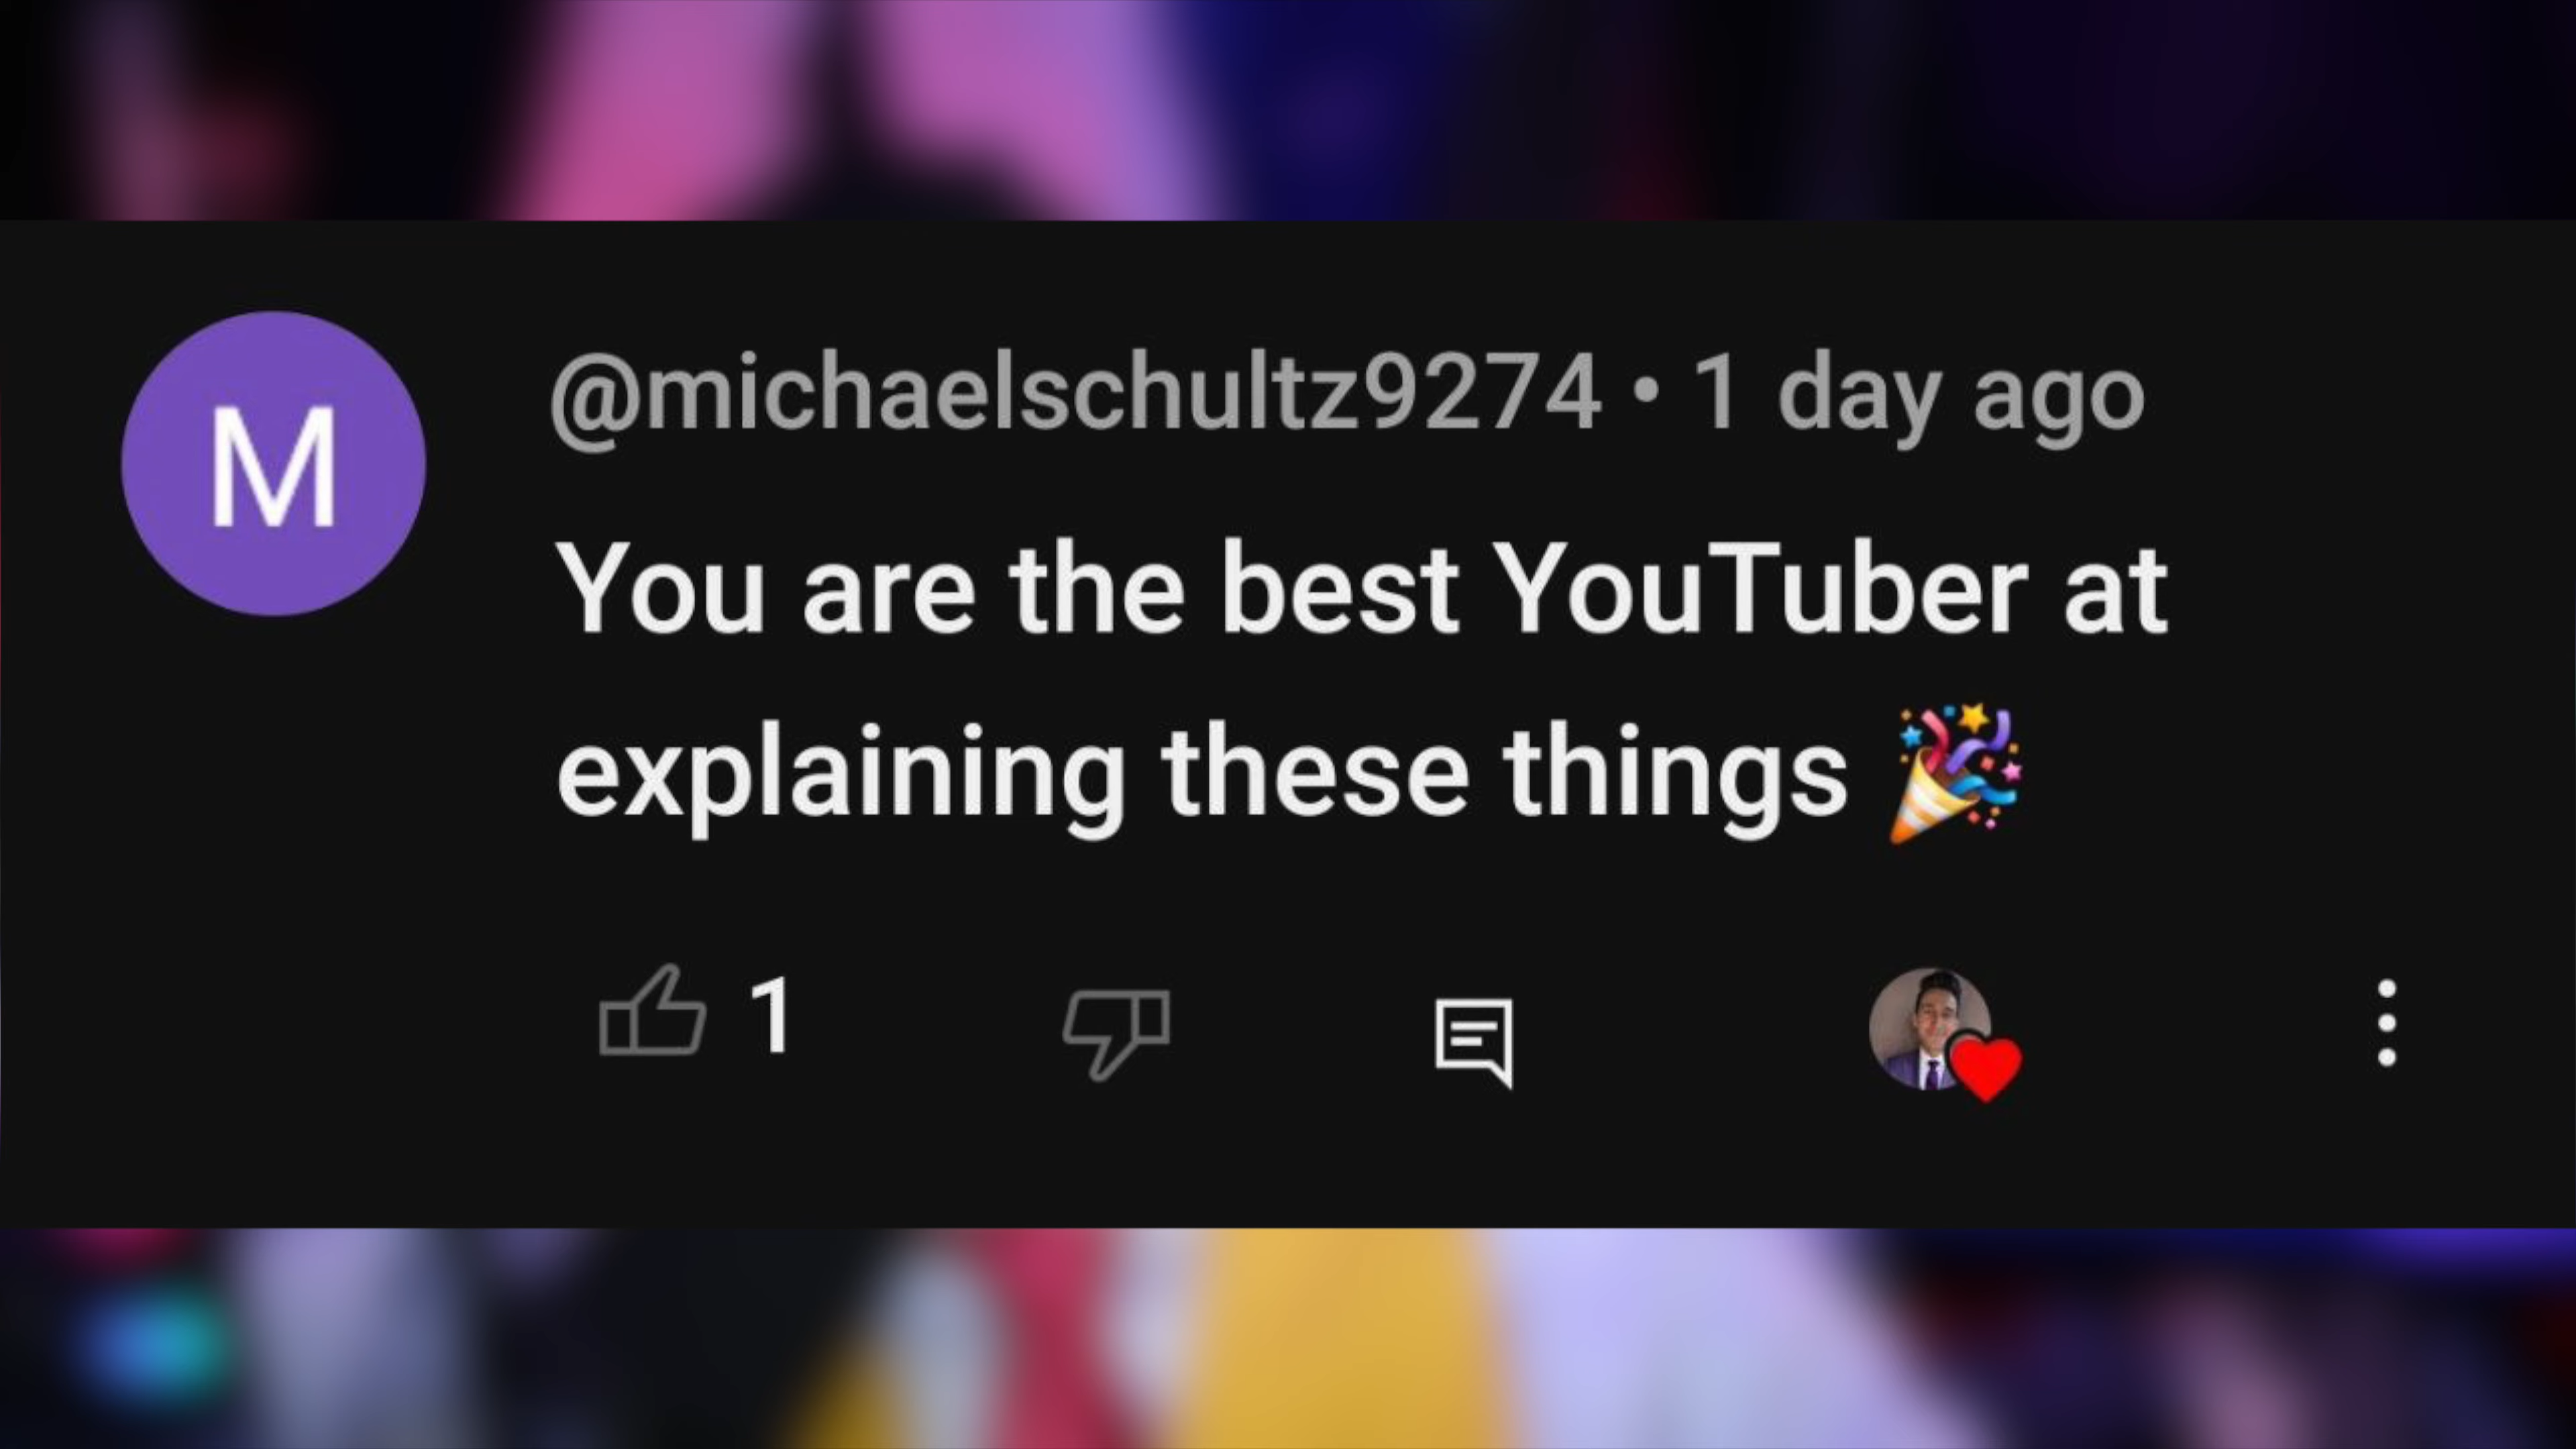 M
@michaelschultz9274 • 1 day ago
You are the best YouTuber at
explaining these things 🎉
1